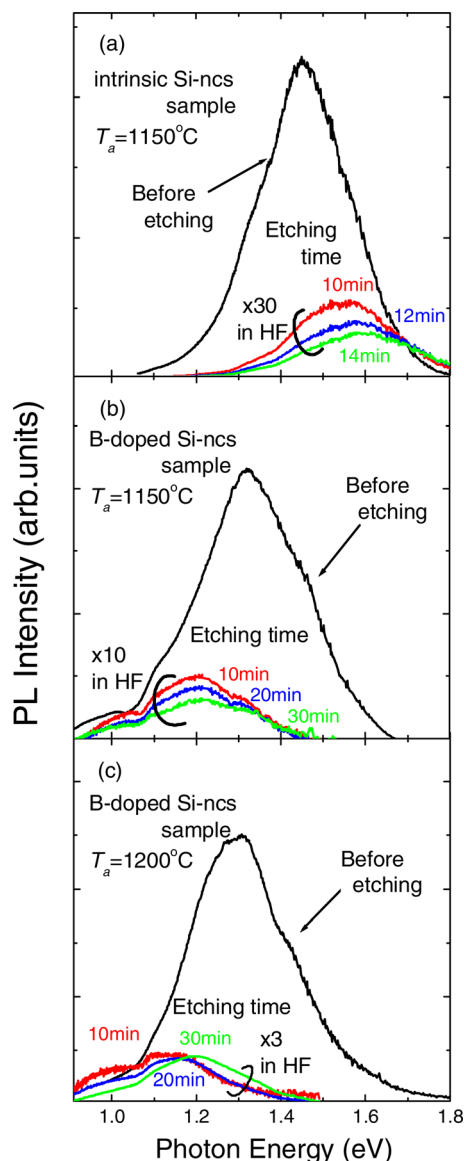 (a)
intrinsic Si-ncs
sample
Tₐ=1150°C
Before
etching
Etching
time
10min
x30
in HF
12min
14min
(b)
B-doped Si-ncs
sample
Tₐ=1150°C
Before
etching
Etching time
x10
in HF
10min
20min
30min
(c)
B-doped Si-ncs
sample
Tₐ=1200°C
Before
etching
Etching time
10min
30min
x3
in HF
20min
PL Intensity (arb.units)
1.0 1.2 1.4 1.6 1.8
Photon Energy (eV)